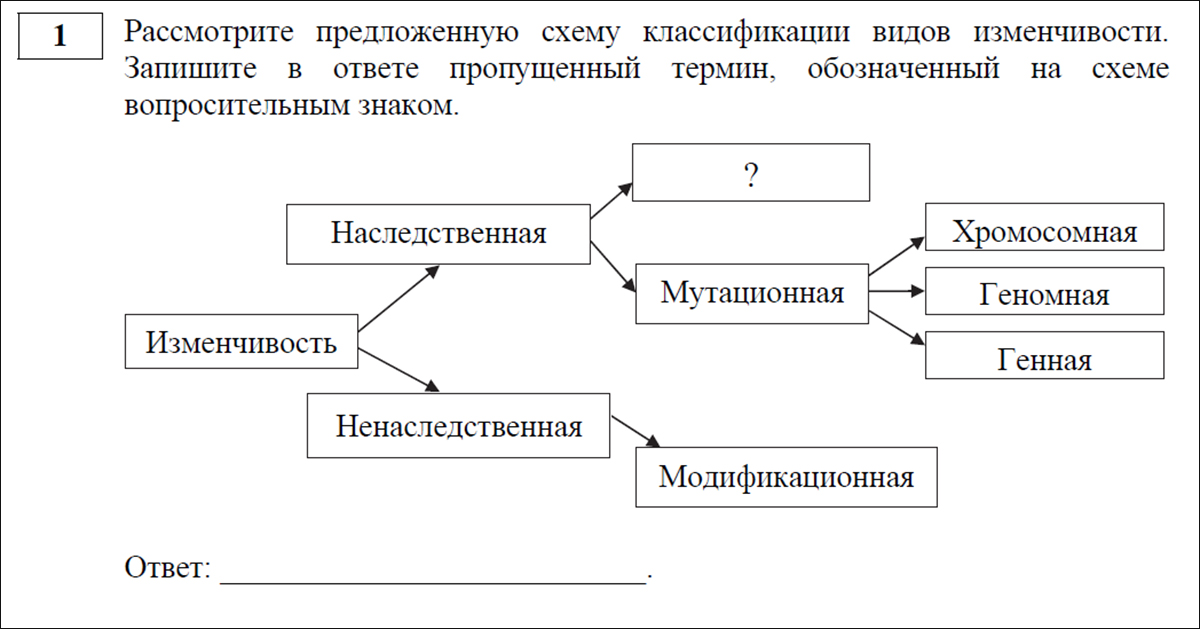 1
Рассмотрите предложенную схему классификации видов изменчивости.
Запишите в ответе пропущенный термин, обозначенный на схеме
вопросительным знаком.
?
Наследственная
Хромосомная
Мутационная
Геномная
Изменчивость
Генная
Ненаследственная
Модификационная
Ответ: ___________________________.